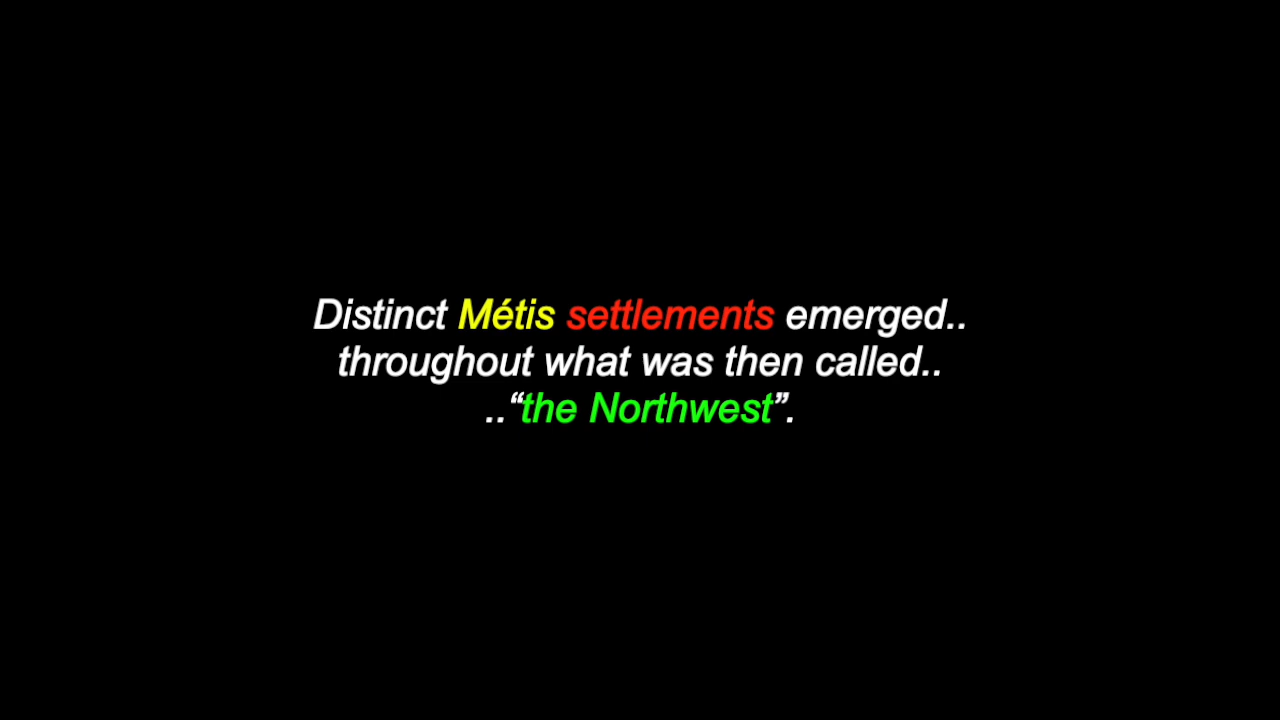 Distinct Métis settlements emerged..
throughout what was then called..
..“the Northwest”.